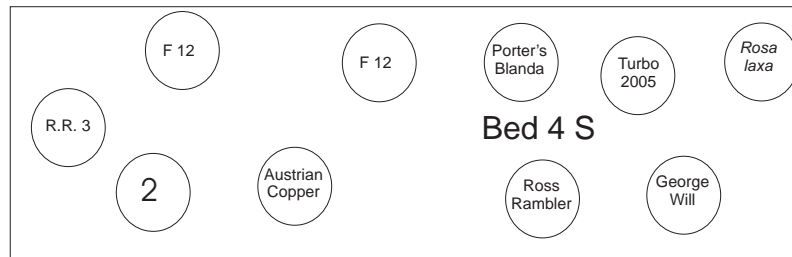 F 12
F 12
Porter’s
Blanda
Turbo
2005
Rosa
laxa
R.R. 3
Bed 4 S
2
Austrian
Copper
Ross
Rambler
George
Will